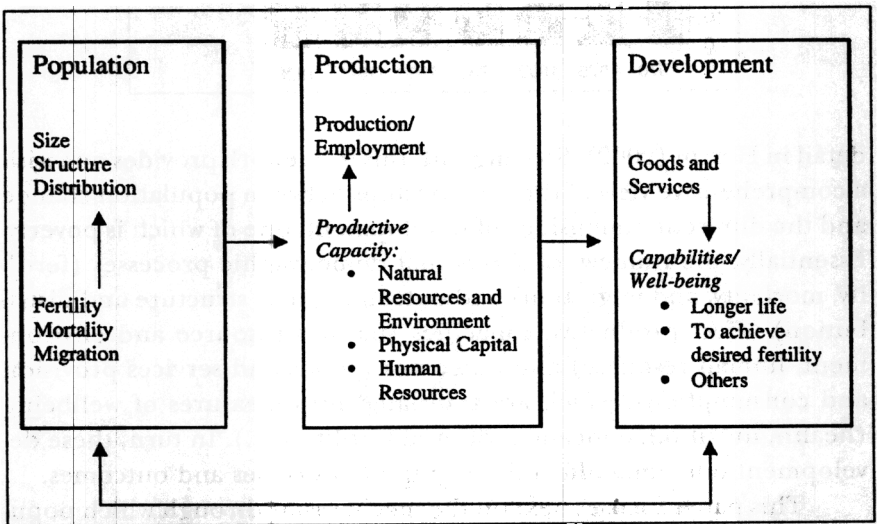 Population
Size
Structure
Distribution
Fertility
Mortality
Migration
Production
Production/
Employment
Productive
Capacity:
• Natural
Resources and
Environment
• Physical Capital
• Human
Resources
Development
Goods and
Services
Capabilities/
Well-being
• Longer life
• To achieve
desired fertility
• Others